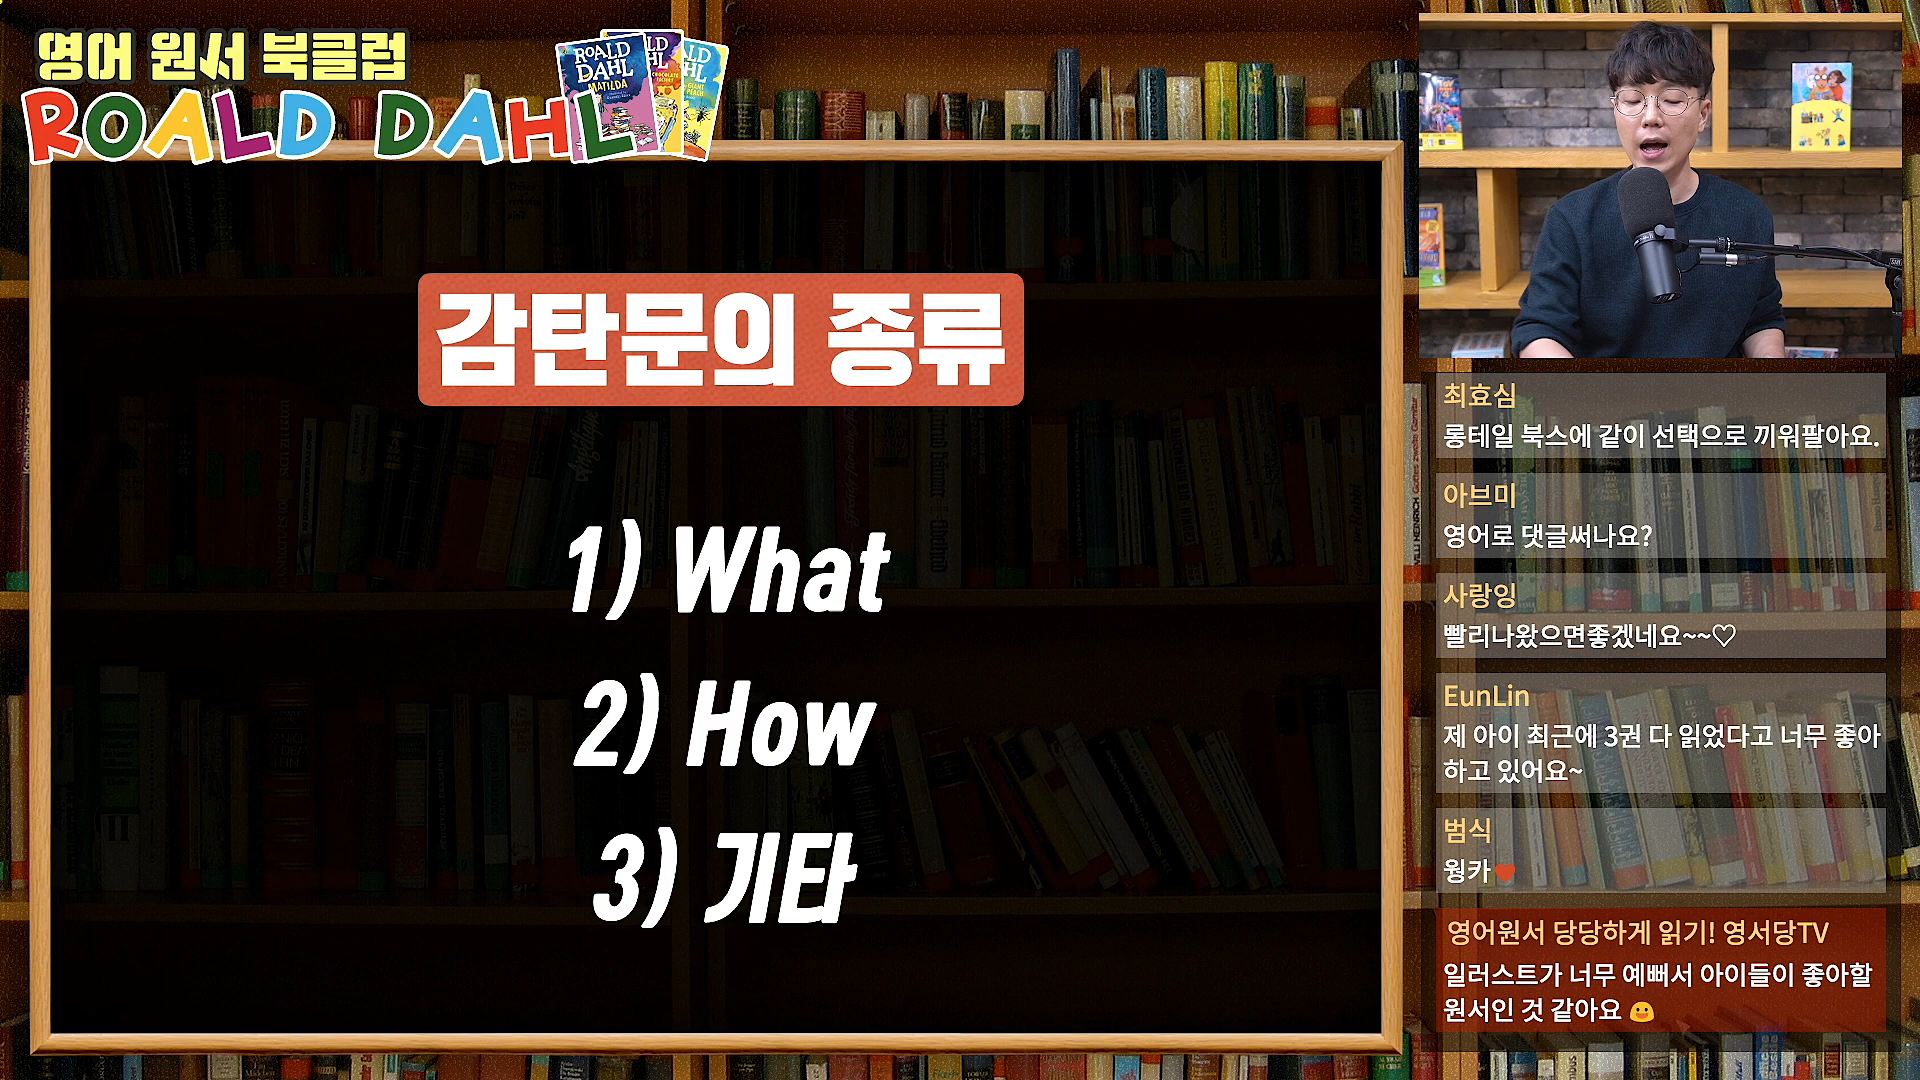 영어 원서 북클럽
ROALD DAHL
ROALD
DAHL
MATILDA
감탄문의 종류
1) What
2) How
3) 기타
최효심
롱테일 북스에 같이 선택으로 끼워팔아요.
아브미
영어로 댓글써나요?
사랑잉
빨리나왔으면좋겠네요~~♡
EunLin
제 아이 최근에 3권 다 읽었다고 너무 좋아
하고 있어요~
범식
웡카❤
영어원서 당당하게 읽기! 영서당TV
일러스트가 너무 예뻐서 아이들이 좋아할
원서인 것 같아요 😀